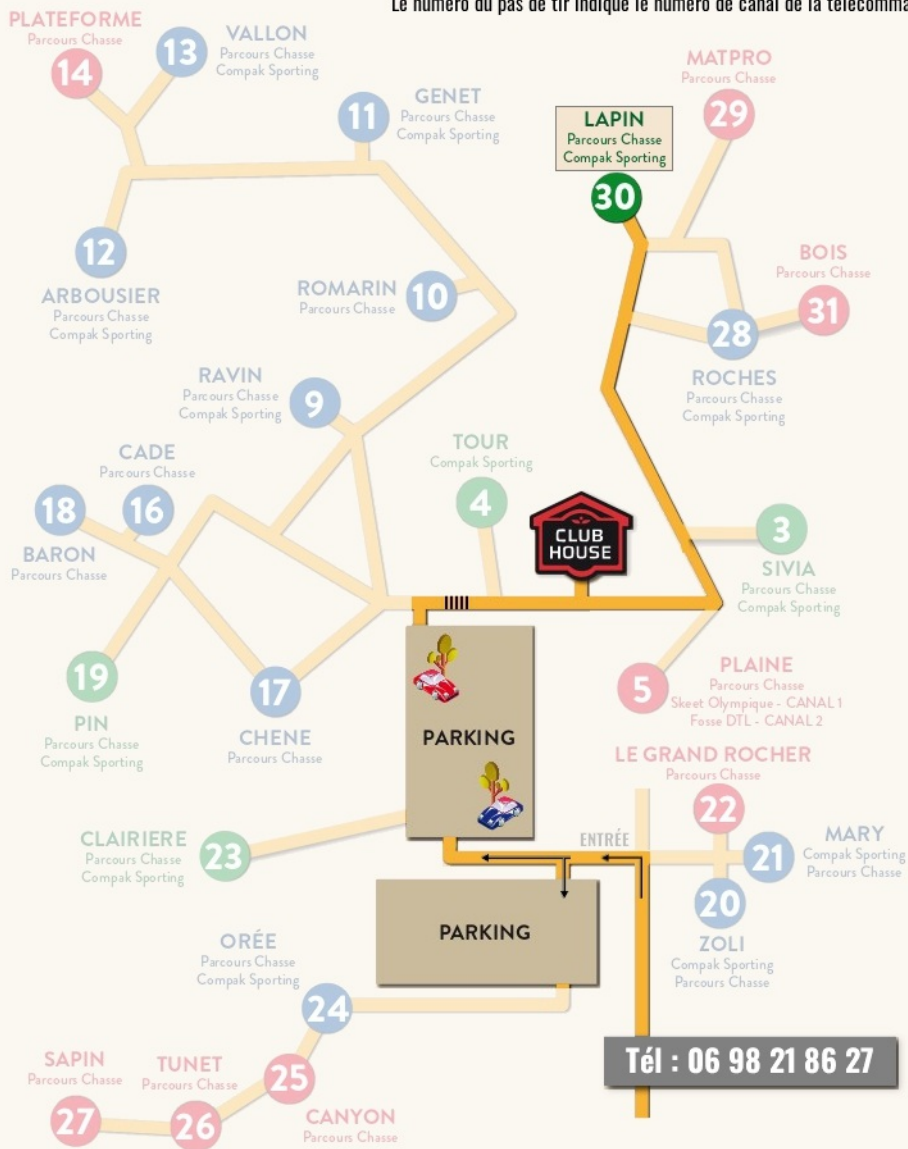 Le numéro du pas de tir indique le numéro de canal de la télécomma
PLATEFORME
Parcours Chasse
14
13
VALLON
Parcours Chasse
Compak Sporting
11
GENET
Parcours Chasse
Compak Sporting
LAPIN
Parcours Chasse
Compak Sporting
30
MATPRO
Parcours Chasse
29
12
ARBOUSIER
Parcours Chasse
Compak Sporting
ROMARIN
Parcours Chasse
10
BOIS
Parcours Chasse
31
28
ROCHES
Parcours Chasse
Compak Sporting
RAVIN
Parcours Chasse
Compak Sporting
9
TOUR
Compak Sporting
4
CADE
Parcours Chasse
16
18
BARON
Parcours Chasse
CLUB
HOUSE
3
SIVIA
Parcours Chasse
Compak Sporting
19
PIN
Parcours Chasse
Compak Sporting
17
CHENE
Parcours Chasse
5
PLAINE
Parcours Chasse
Skeet Olympique - CANAL 1
Fosse DTL - CANAL 2
PARKING
LE GRAND ROCHER
Parcours Chasse
22
CLAIRIERE
Parcours Chasse
Compak Sporting
23
ENTRÉE
21
MARY
Compak Sporting
Parcours Chasse
20
ZOLI
Compak Sporting
Parcours Chasse
PARKING
ORÉE
Parcours Chasse
Compak Sporting
24
Tél : 06 98 21 86 27
SAPIN
Parcours Chasse
27
TUNET
Parcours Chasse
26
25
CANYON
Parcours Chasse